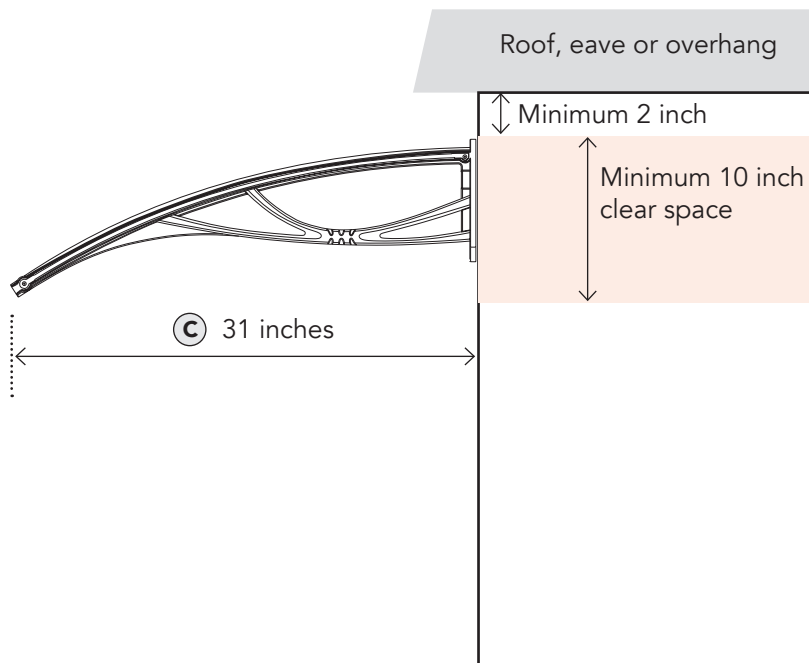 Roof, eave or overhang
Minimum 2 inch
Minimum 10 inch
clear space
C 31 inches